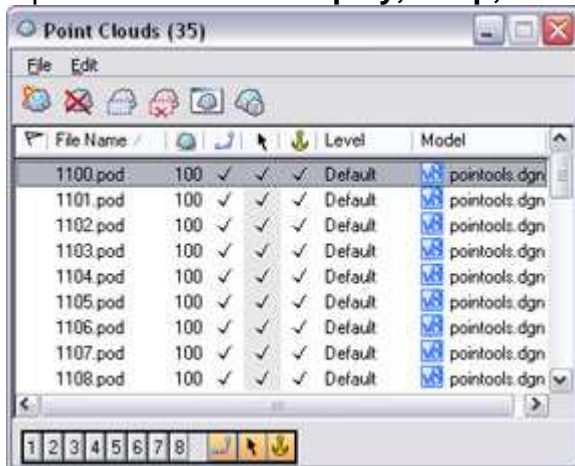 Point Clouds (35)
File Edit
File Name Level Model
1100.pod 100 ✓ ✓ ✓ Default pointools.dgn
1101.pod 100 ✓ ✓ ✓ Default pointools.dgn
1102.pod 100 ✓ ✓ ✓ Default pointools.dgn
1103.pod 100 ✓ ✓ ✓ Default pointools.dgn
1104.pod 100 ✓ ✓ ✓ Default pointools.dgn
1105.pod 100 ✓ ✓ ✓ Default pointools.dgn
1106.pod 100 ✓ ✓ ✓ Default pointools.dgn
1107.pod 100 ✓ ✓ ✓ Default pointools.dgn
1108.pod 100 ✓ ✓ ✓ Default pointools.dgn
1 2 3 4 5 6 7 8